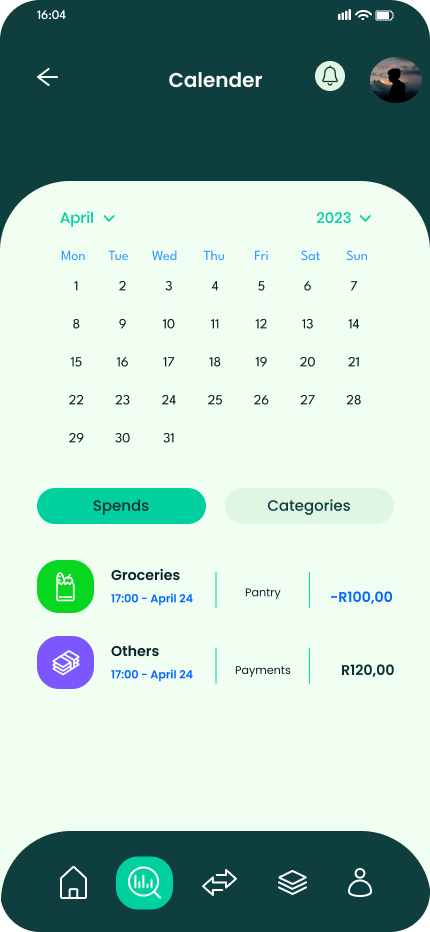 16:04
Calender
April 2023
Mon Tue Wed Thu Fri Sat Sun
1 2 3 4 5 6 7
8 9 10 11 12 13 14
15 16 17 18 19 20 21
22 23 24 25 26 27 28
29 30 31
Spends Categories
Groceries
17:00 - April 24 Pantry -R100,00
Others
17:00 - April 24 Payments R120,00